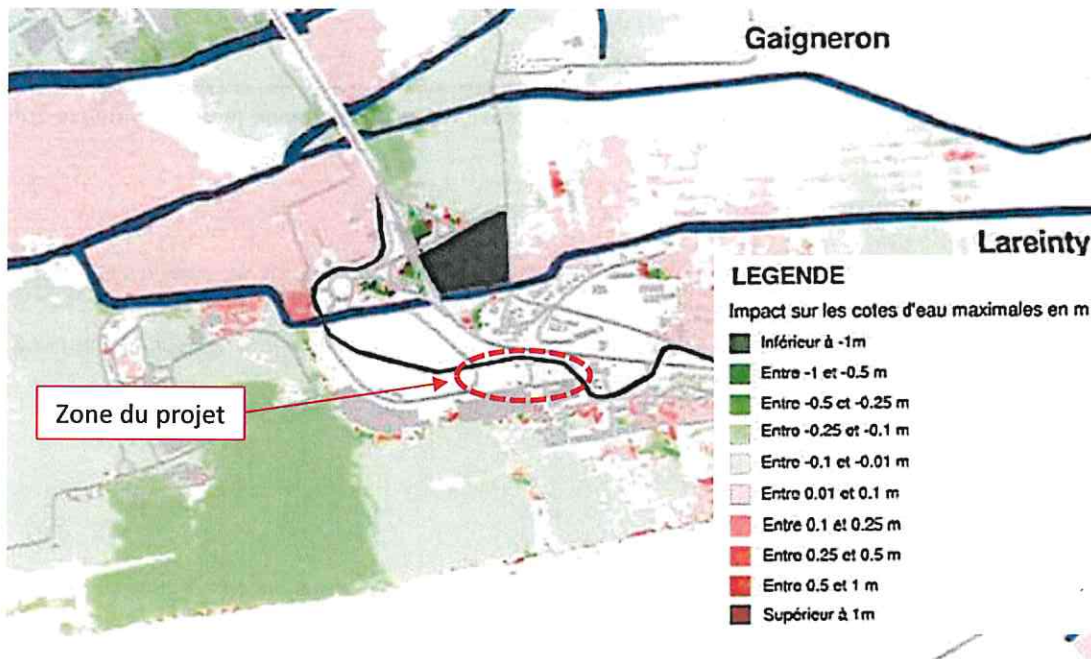 Gaigneron
Lareinty
LEGENDE
Impact sur les cotes d'eau maximales en m
Inférieur à -1m
Entre -1 et -0.5 m
Entre -0.5 et -0.25 m
Entre -0.25 et -0.1 m
Entre -0.1 et -0.01 m
Entre 0.01 et 0.1 m
Entre 0.1 et 0.25 m
Entre 0.25 et 0.5 m
Entre 0.5 et 1 m
Supérieur à 1m
Zone du projet